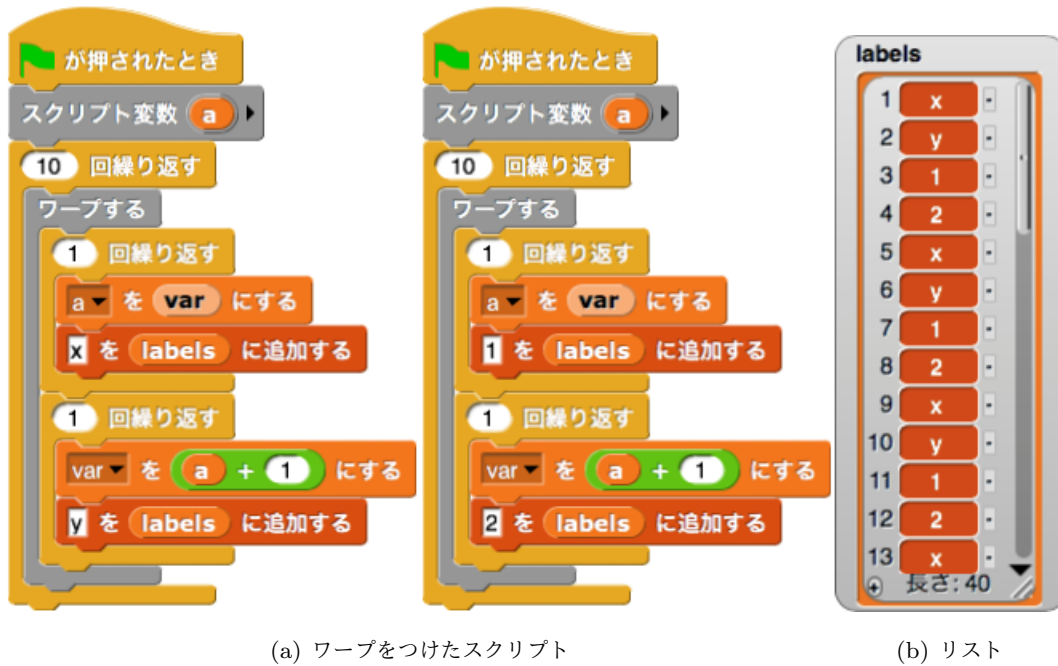 が押されたとき
スクリプト変数 a
10 回繰り返す
ワープする
1 回繰り返す
a を var にする
x を labels に追加する
1 回繰り返す
var を a + 1 にする
y を labels に追加する
が押されたとき
スクリプト変数 a
10 回繰り返す
ワープする
1 回繰り返す
a を var にする
1 を labels に追加する
1 回繰り返す
var を a + 1 にする
2 を labels に追加する
labels
1 x
2 y
3 1
4 2
5 x
6 y
7 1
8 2
9 x
10 y
11 1
12 2
13 x
長さ: 40
(a) ワープをつけたスクリプト
(b) リスト